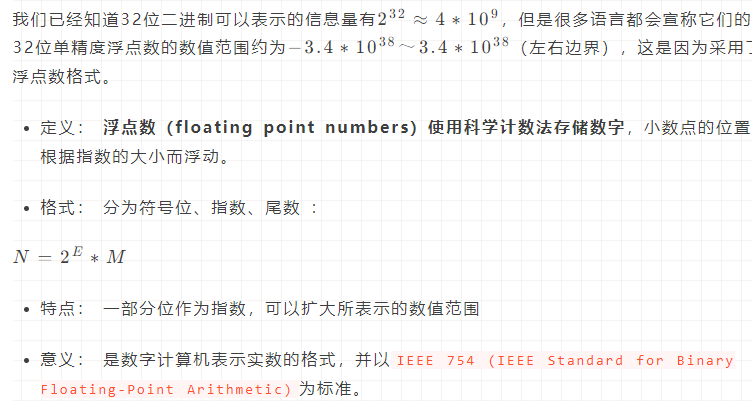 我们已经知道32位二进制可以表示的信息量有2^{32} ≈ 4 * 10^9，但是很多语言都会宣称它们的
32位单精度浮点数的数值范围约为−3.4 * 10^{38} ～ 3.4 * 10^{38}（左右边界），这是因为采用了
浮点数格式。
• 定义： 浮点数（floating point numbers）使用科学计数法存储数字，小数点的位置
根据指数的大小而浮动。
• 格式： 分为符号位、指数、尾数 ：
N = 2^E * M
• 特点： 一部分位作为指数，可以扩大所表示的数值范围
• 意义： 是数字计算机表示实数的格式，并以 IEEE 754 (IEEE Standard for Binary
Floating-Point Arithmetic) 为标准。